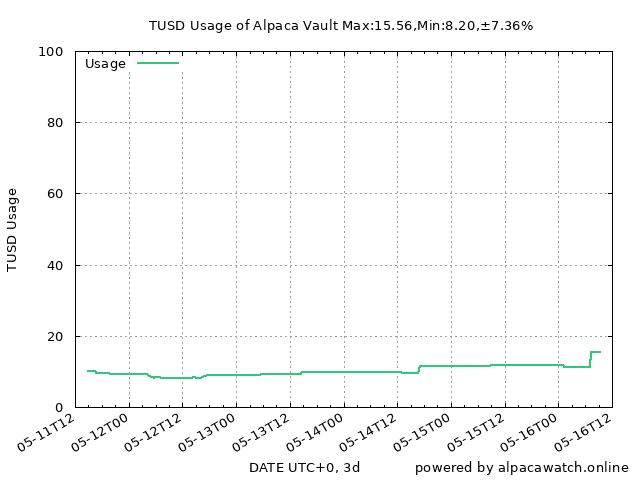 TUSD Usage of Alpaca Vault Max:15.56,Min:8.20,±7.36%
Usage
TUSD Usage
100
80
60
40
20
0
05-11T12
05-12T00
05-12T12
05-13T00
05-13T12
05-14T00
05-14T12
05-15T00
05-15T12
05-16T00
05-16T12
DATE UTC+0, 3d
powered by alpacawatch.online